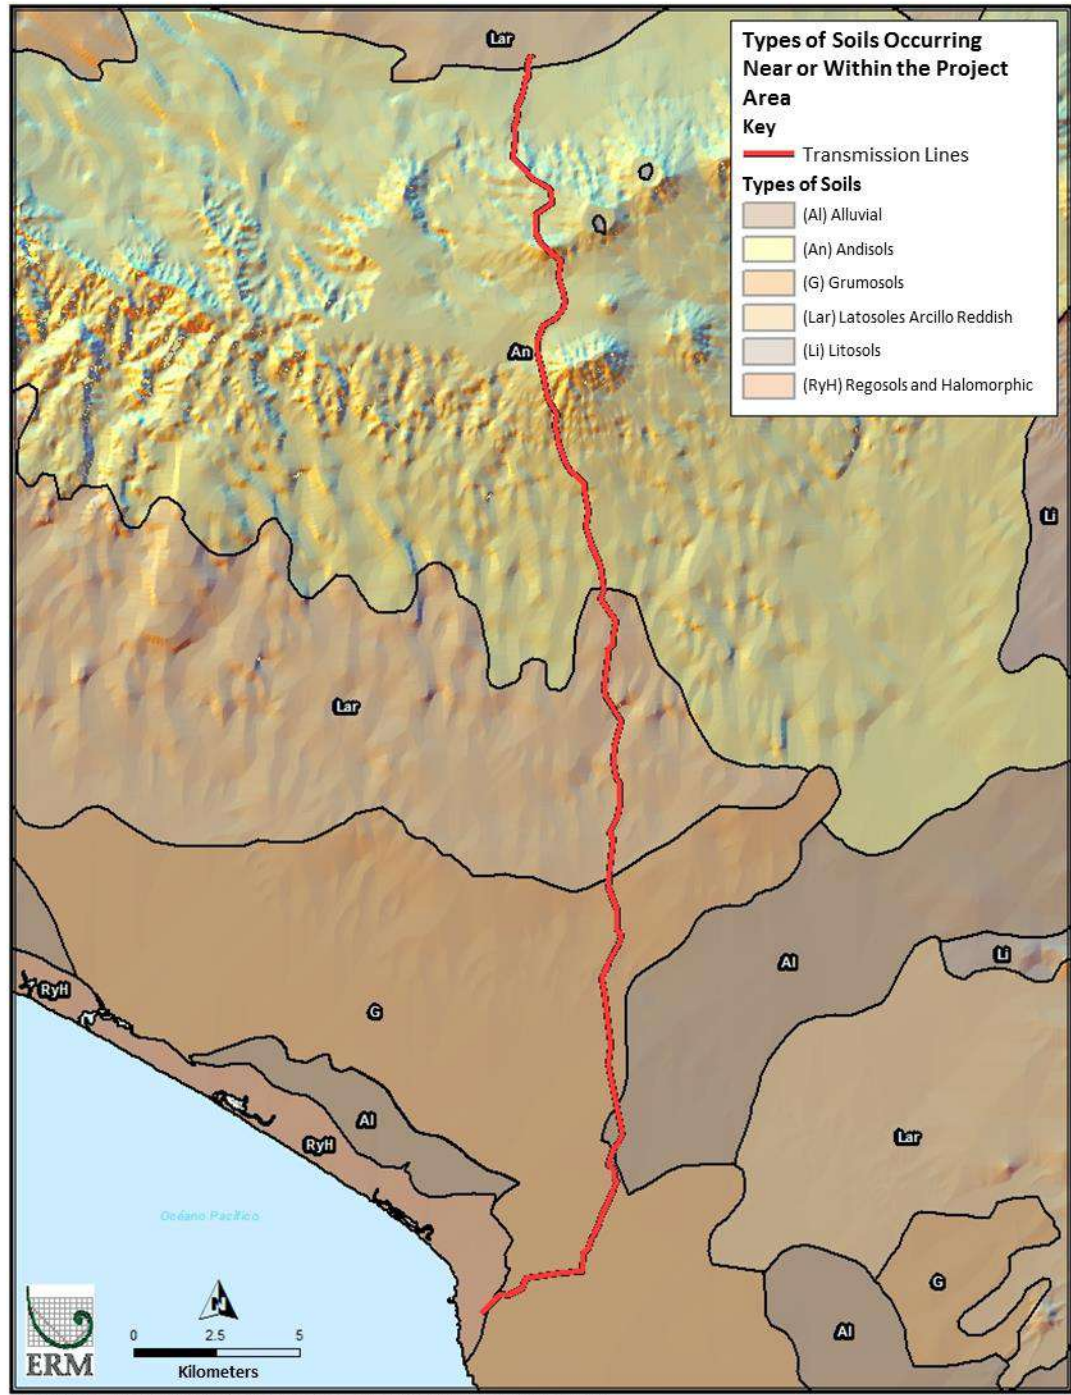 Lar
Types of Soils Occurring
Near or Within the Project
Area
Key
Transmission Lines
Types of Soils
(Al) Alluvial
(An) Andisols
(G) Grumosols
(Lar) Latosoles Arcillo Reddish
(Li) Litosols
(RyH) Regosols and Halomorphic
An
Li
Lar
Al
Li
RyH
G
Al
RyH
Lar
Océano Pacífico
G
Al
N
0 2.5 5
Kilometers
ERM